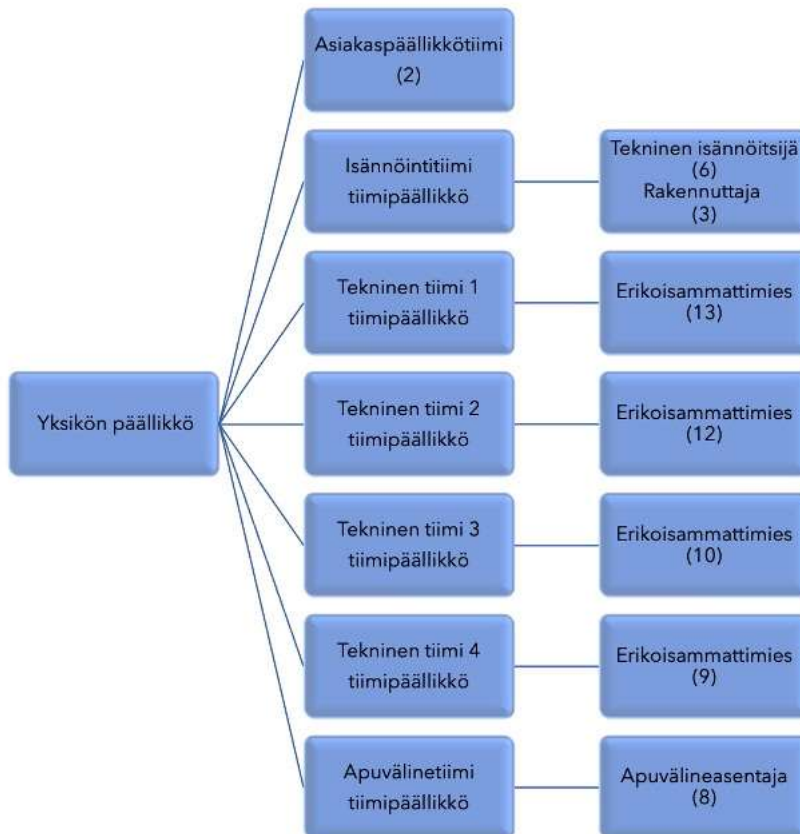 Yksikön päällikkö
Asiakaspäällikkötiimi
(2)
Isännöintitiimi
tiimipäällikkö
Tekninen isännöitsijä
(6)
Rakennuttaja
(3)
Tekninen tiimi 1
tiimipäällikkö
Erikoisammattimies
(13)
Tekninen tiimi 2
tiimipäällikkö
Erikoisammattimies
(12)
Tekninen tiimi 3
tiimipäällikkö
Erikoisammattimies
(10)
Tekninen tiimi 4
tiimipäällikkö
Erikoisammattimies
(9)
Apuvälinetiimi
tiimipäällikkö
Apuvälineasentaja
(8)